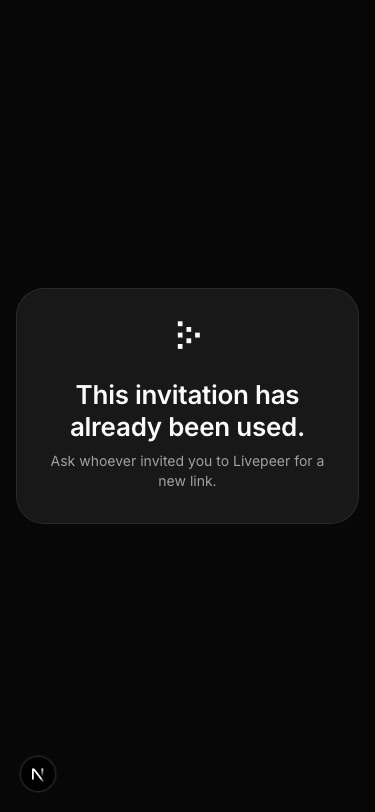 This invitation has
already been used.
Ask whoever invited you to Livepeer for a
new link.
N